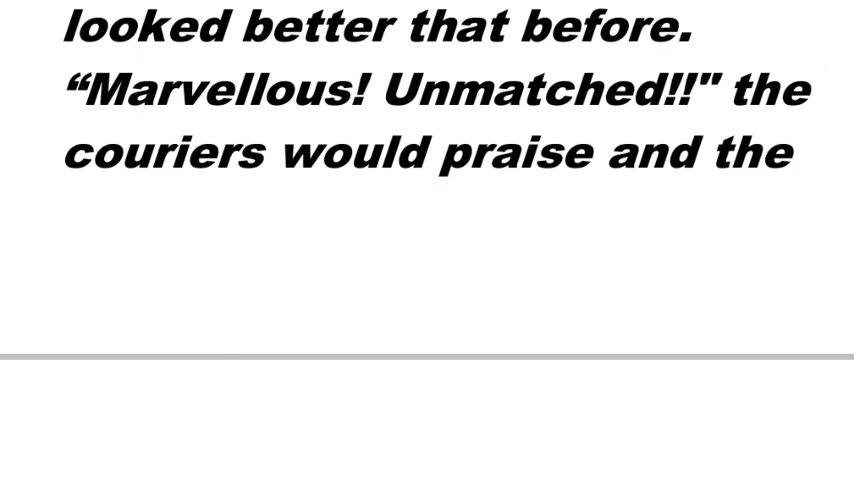 looked better that before.
“Marvellous! Unmatched!!" the
couriers would praise and the